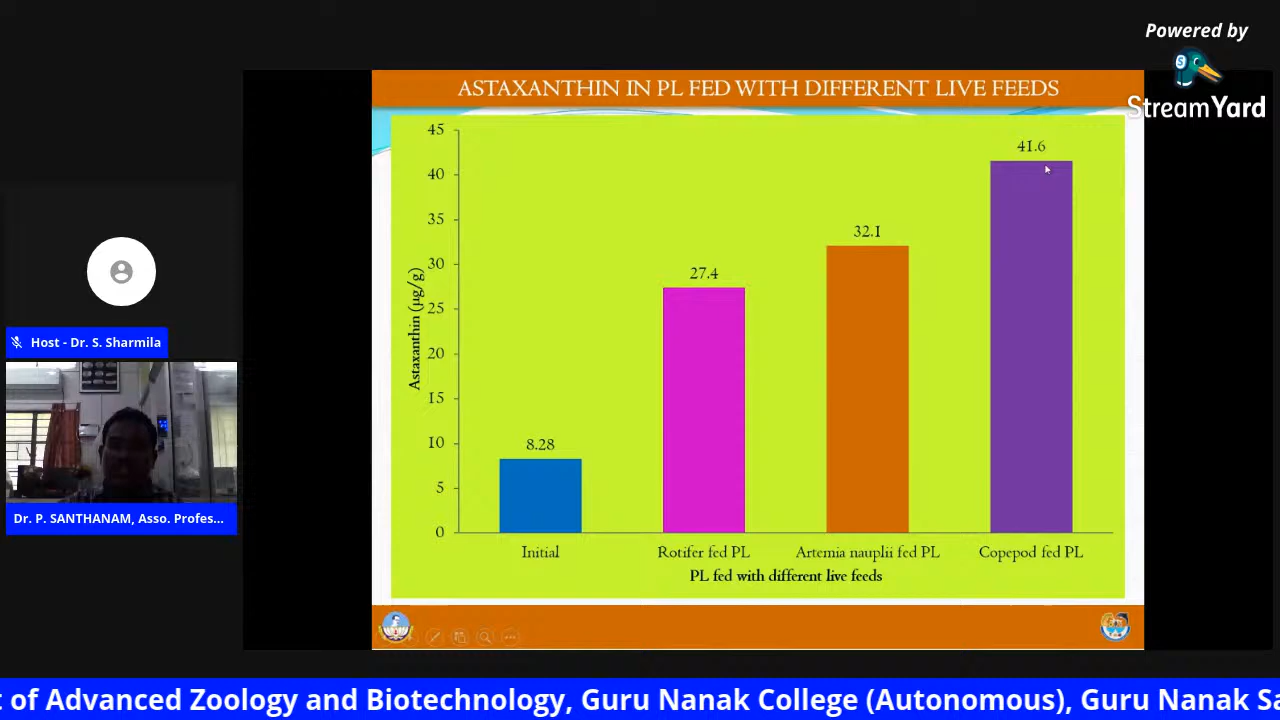 Powered by
StreamYard
ASTAXANTHIN IN PL FED WITH DIFFERENT LIVE FEEDS
45
40
35
30
25
20
15
10
5
0
Astaxanthin (µg/g)
8.28
27.4
32.1
41.6
Initial
Rotifer fed PL
Artemia nauplii fed PL
Copepod fed PL
PL fed with different live feeds
Host - Dr. S. Sharmila
Dr. P. SANTHANAM, Asso. Profes...
t of Advanced Zoology and Biotechnology, Guru Nanak College (Autonomous), Guru Nanak Sa